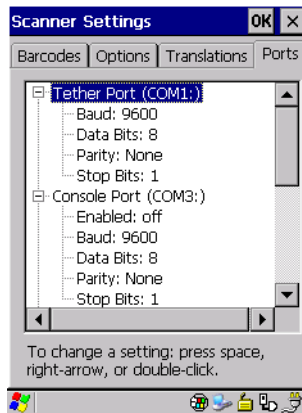 Scanner Settings OK ×
Barcodes Options Translations Ports
Tether Port (COM1:)
Baud: 9600
Data Bits: 8
Parity: None
Stop Bits: 1
Console Port (COM3:)
Enabled: off
Baud: 9600
Data Bits: 8
Parity: None
Stop Bits: 1
To change a setting: press space,
right-arrow, or double-click.